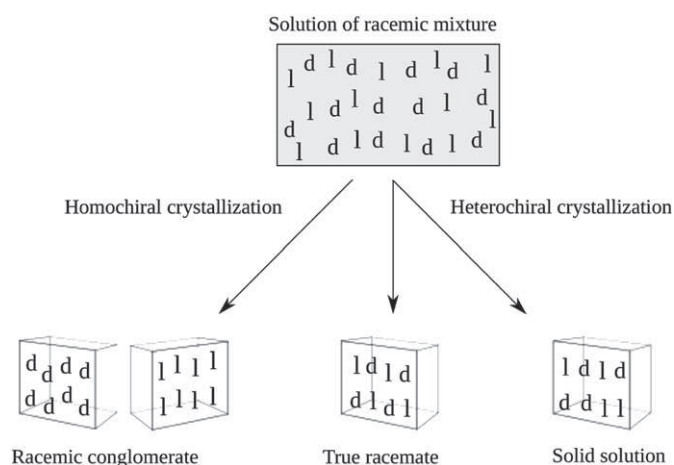 Solution of racemic mixture
l d l d l d l d l
l d l d d l d
d l d l d l d l d l
Homochiral crystallization
Heterochiral crystallization
d d d d l l l l l d l d l d l d
d d d d l l l l d l d l d d l l
Racemic conglomerate
True racemate
Solid solution